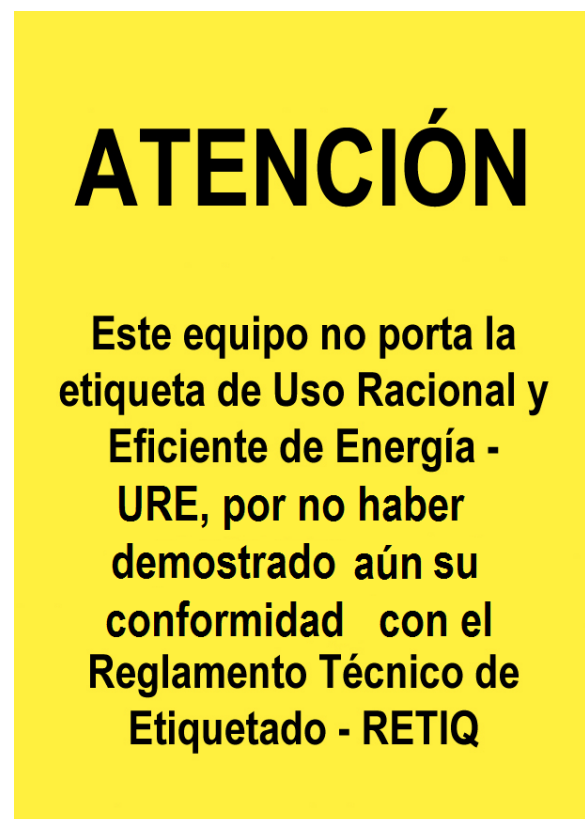 ATENCIÓN
Este equipo no porta la
etiqueta de Uso Racional y
Eficiente de Energía -
URE, por no haber
demostrado aún su
conformidad con el
Reglamento Técnico de
Etiquetado - RETIQ